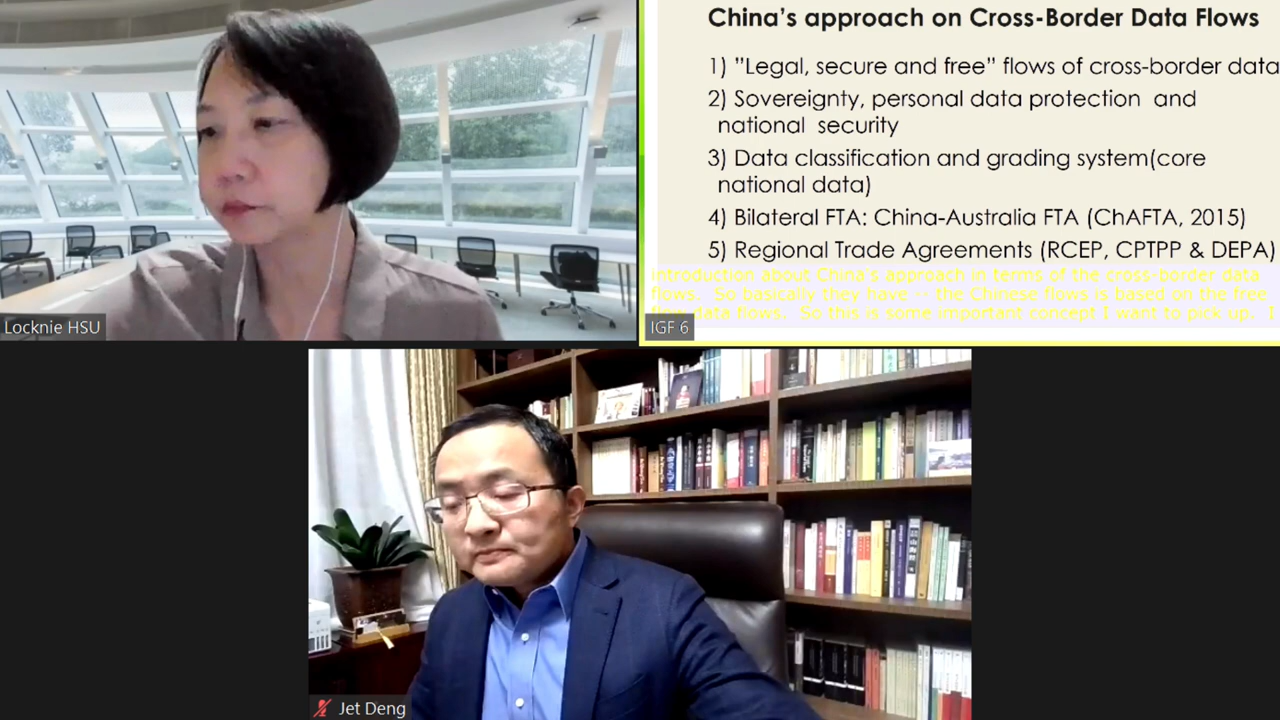 China's approach on Cross-Border Data Flows
1) "Legal, secure and free" flows of cross-border data
2) Sovereignty, personal data protection and
national security
3) Data classification and grading system(core
national data)
4) Bilateral FTA: China-Australia FTA (ChAFTA, 2015)
5) Regional Trade Agreements (RCEP, CPTPP & DEPA)
introduction about China's approach in terms of the cross-border data
flows. So basically they have -- the Chinese flows is based on the free
data flows. So this is some important concept I want to pick up. I
Locknie HSU
IGF 6
Jet Deng